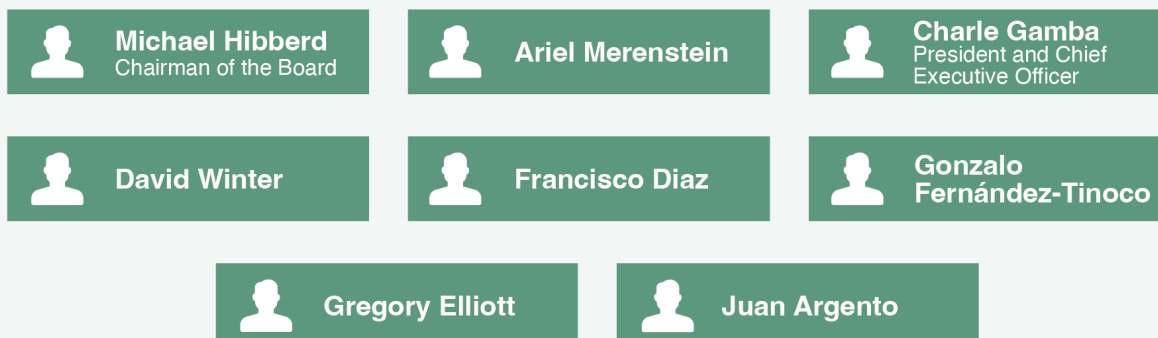 Michael Hibberd
Chairman of the Board
Ariel Merenstein
Charle Gamba
President and Chief
Executive Officer
David Winter
Francisco Diaz
Gonzalo
Fernández-Tinoco
Gregory Elliott
Juan Argento